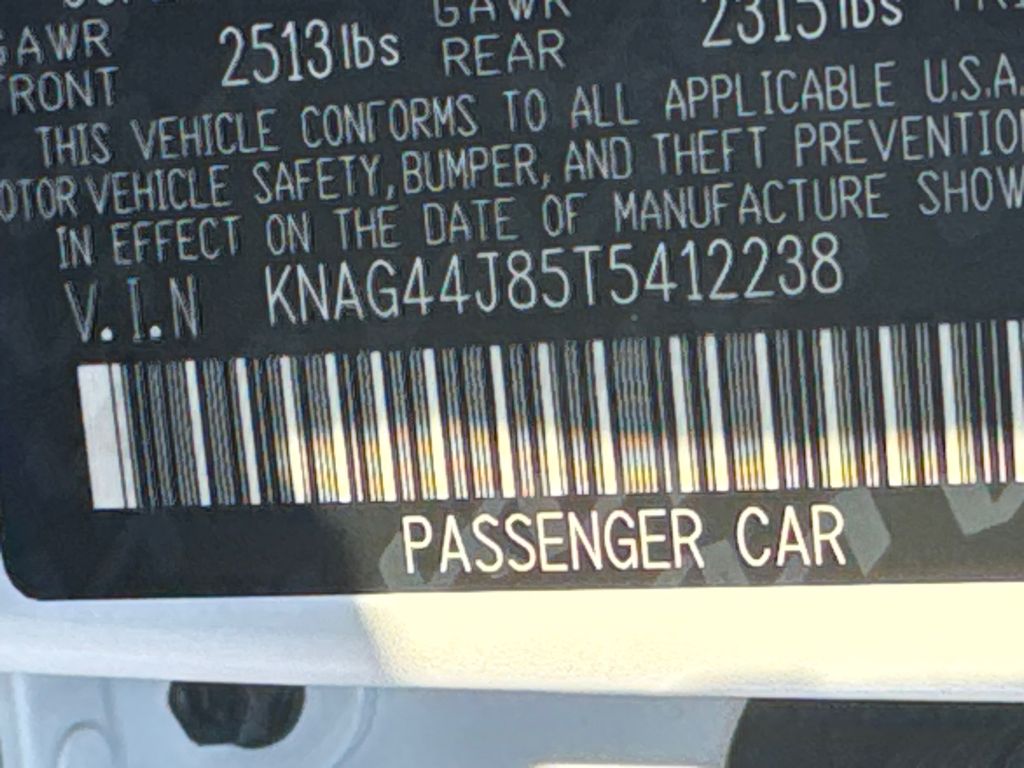 GAWR 2513lbs GAWR 2315lbs
FRONT REAR
THIS VEHICLE CONFORMS TO ALL APPLICABLE U.S.A.
MOTOR VEHICLE SAFETY, BUMPER, AND THEFT PREVENTION
IN EFFECT ON THE DATE OF MANUFACTURE SHOW
V.I.N KNAG44J85T5412238
PASSENGER CAR